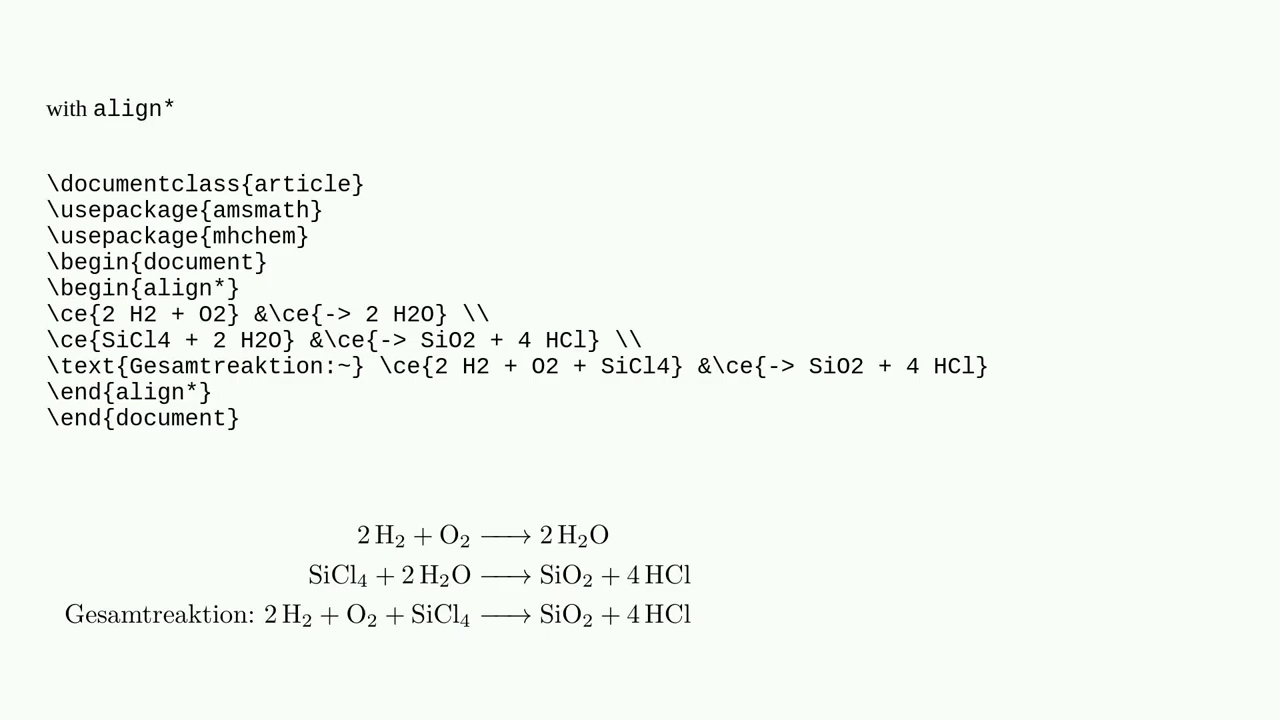 with align*
\documentclass{article}
\usepackage{amsmath}
\usepackage{mhchem}
\begin{document}
\begin{align*}
\ce{2 H2 + O2} &\ce{-> 2 H2O} \\
\ce{SiCl4 + 2 H2O} &\ce{-> SiO2 + 4 HCl} \\
\text{Gesamtreaktion:~} \ce{2 H2 + O2 + SiCl4} &\ce{-> SiO2 + 4 HCl}
\end{align*}
\end{document}
2 H₂ + O₂ ⟶ 2 H₂O
SiCl₄ + 2 H₂O ⟶ SiO₂ + 4 HCl
Gesamtreaktion: 2 H₂ + O₂ + SiCl₄ ⟶ SiO₂ + 4 HCl